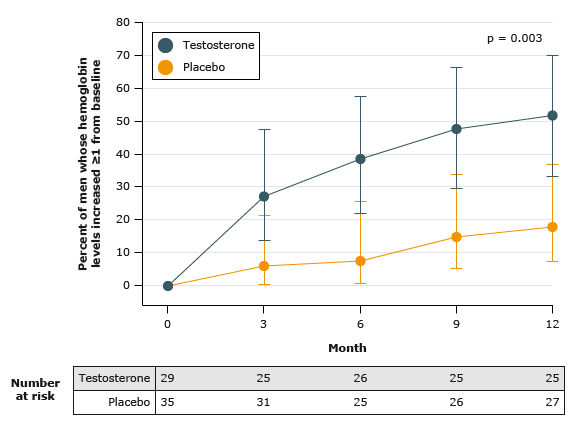 80
70
60
50
40
30
20
10
0
Percent of men whose hemoglobin
levels increased ≥1 from baseline
Testosterone
Placebo
p = 0.003
0 3 6 9 12
Month
Number
at risk
Testosterone 29 25 26 25 25
Placebo 35 31 25 26 27